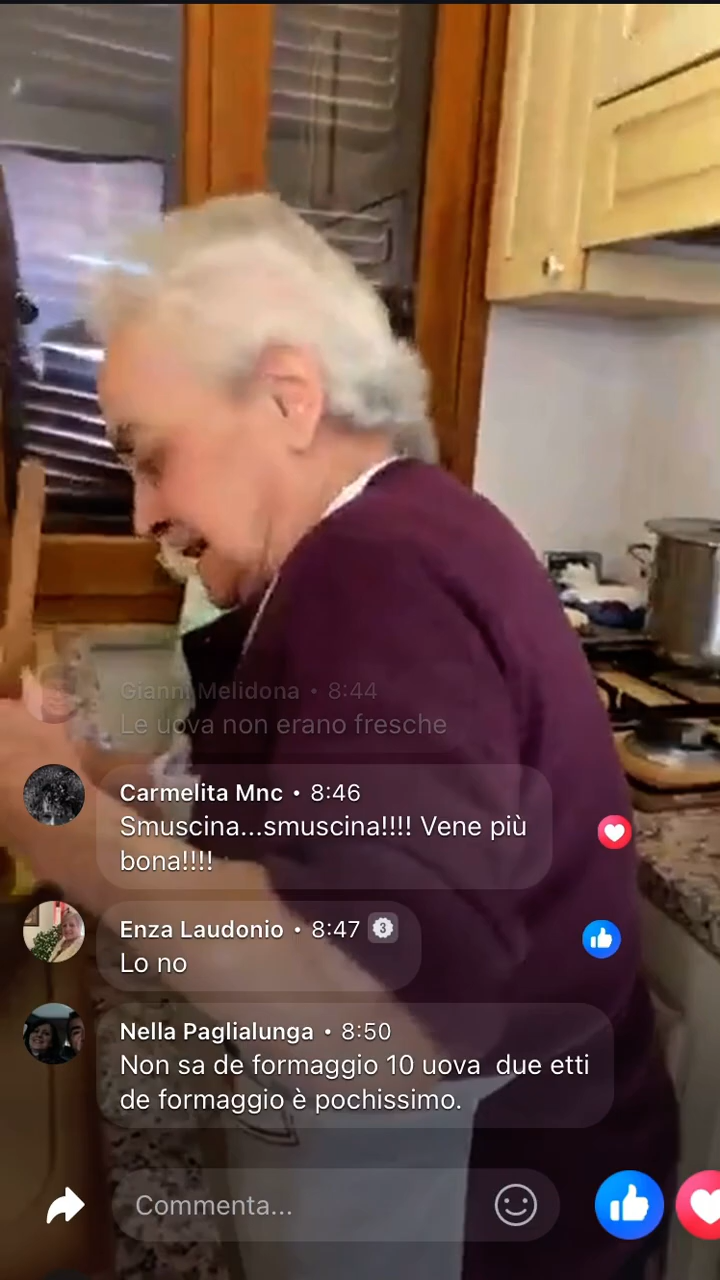 Gianni Melidona • 8:44
Le uova non erano fresche
Carmelita Mnc • 8:46
Smuscina...smuscina!!!! Vene più
bona!!!!
Enza Laudonio • 8:47 3
Lo no
Nella Paglialunga • 8:50
Non sa de formaggio 10 uova due etti
de formaggio è pochissimo.
Commenta...